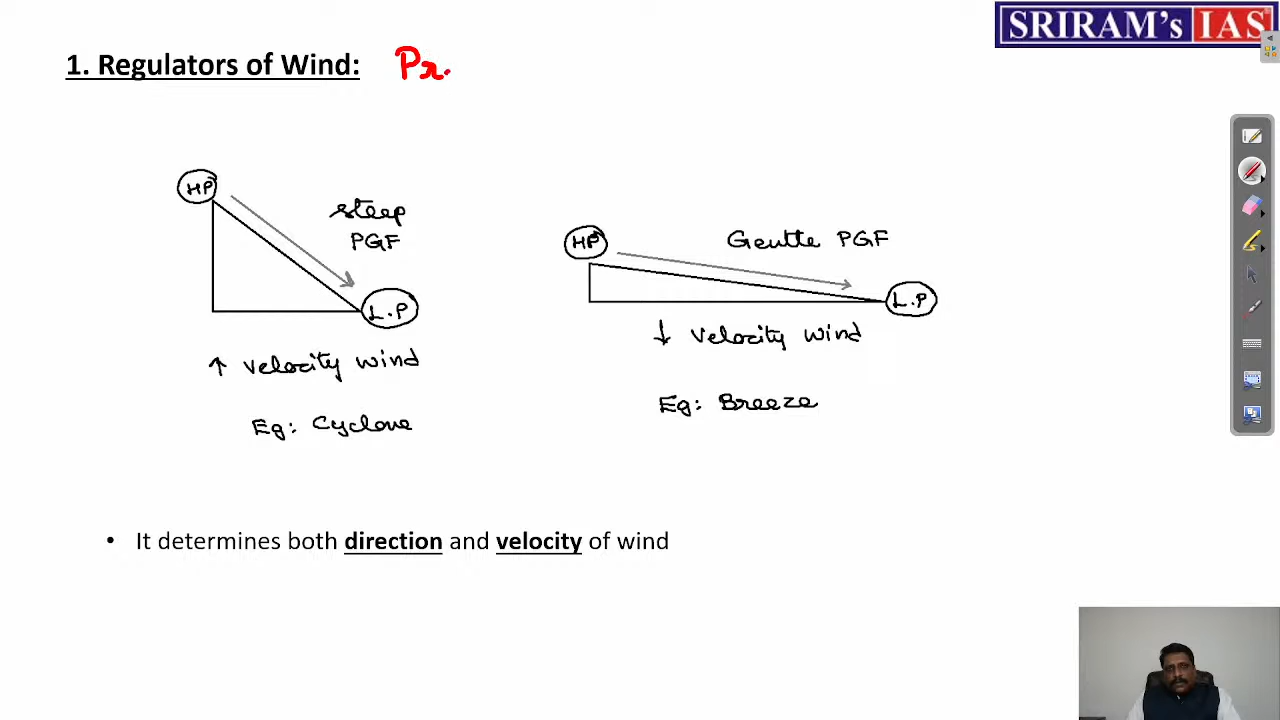 SRIRAM's IAS
1. Regulators of Wind: Pr.
HP
steep
PGF
L.P
↑ velocity wind
Eg: Cyclone
HP
Gentle PGF
L.P
↓ velocity wind
Eg: Breeze
• It determines both direction and velocity of wind